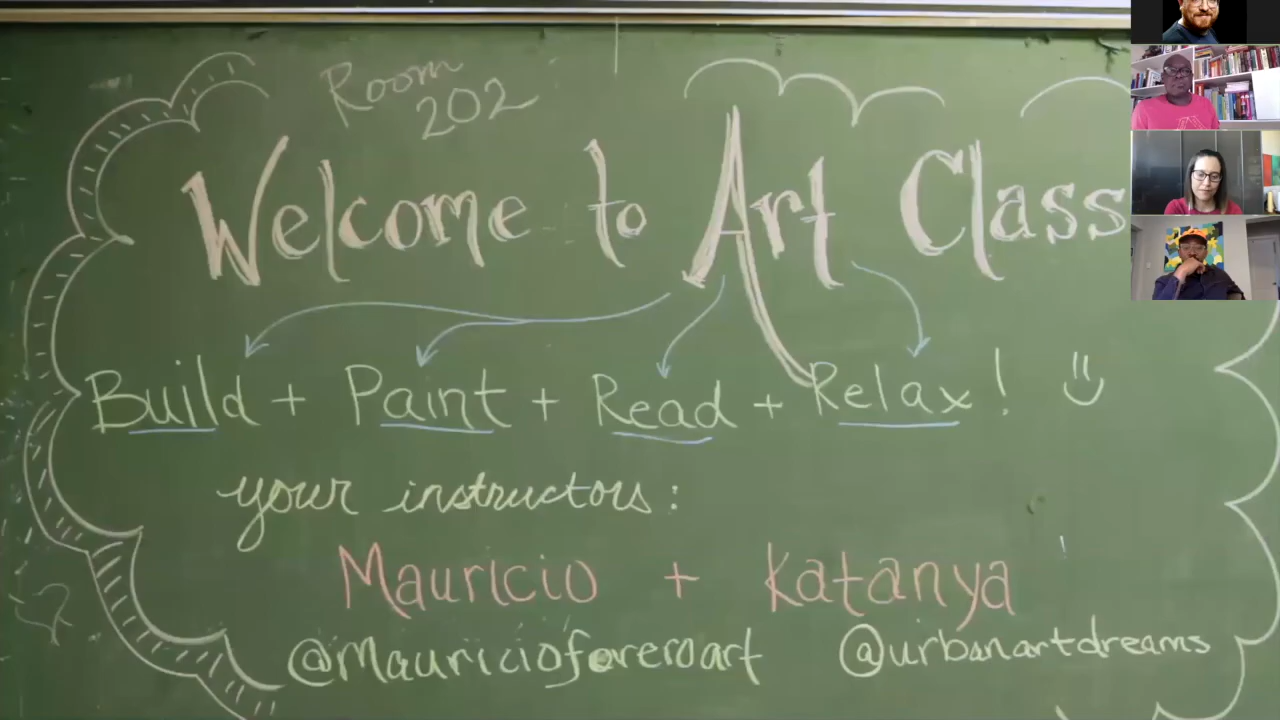 Room
202
Welcome to Art Class
Build + Paint + Read + Relax!
your instructors:
Mauricio + Katanya
@mauricioforeroart @urbanartdreams